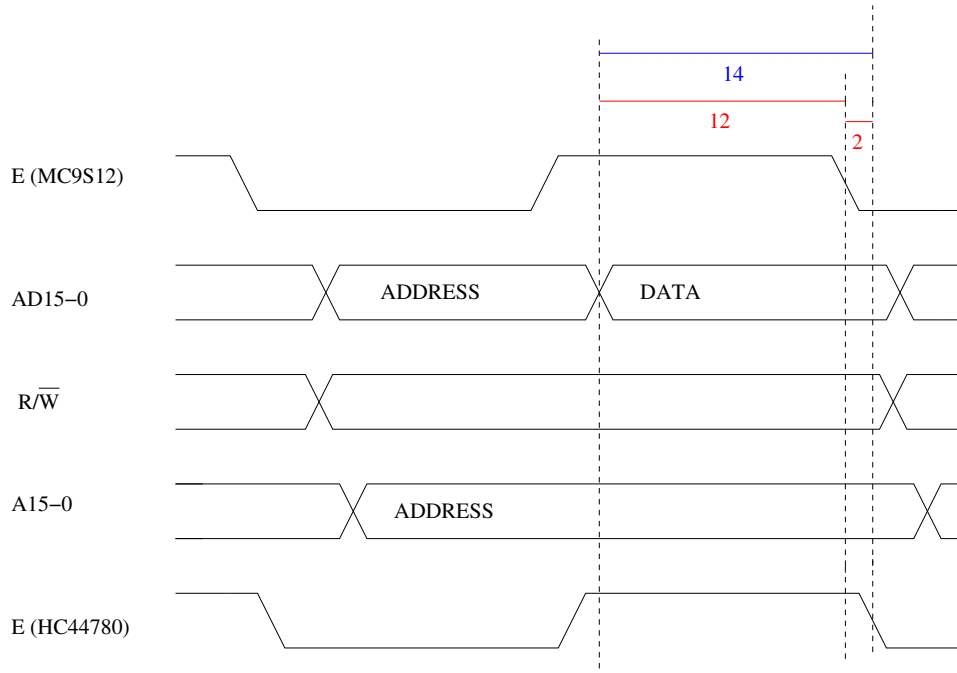 14
12
2
E (MC9S12)
AD15−0 ADDRESS DATA
R/W̅
A15−0 ADDRESS
E (HC44780)